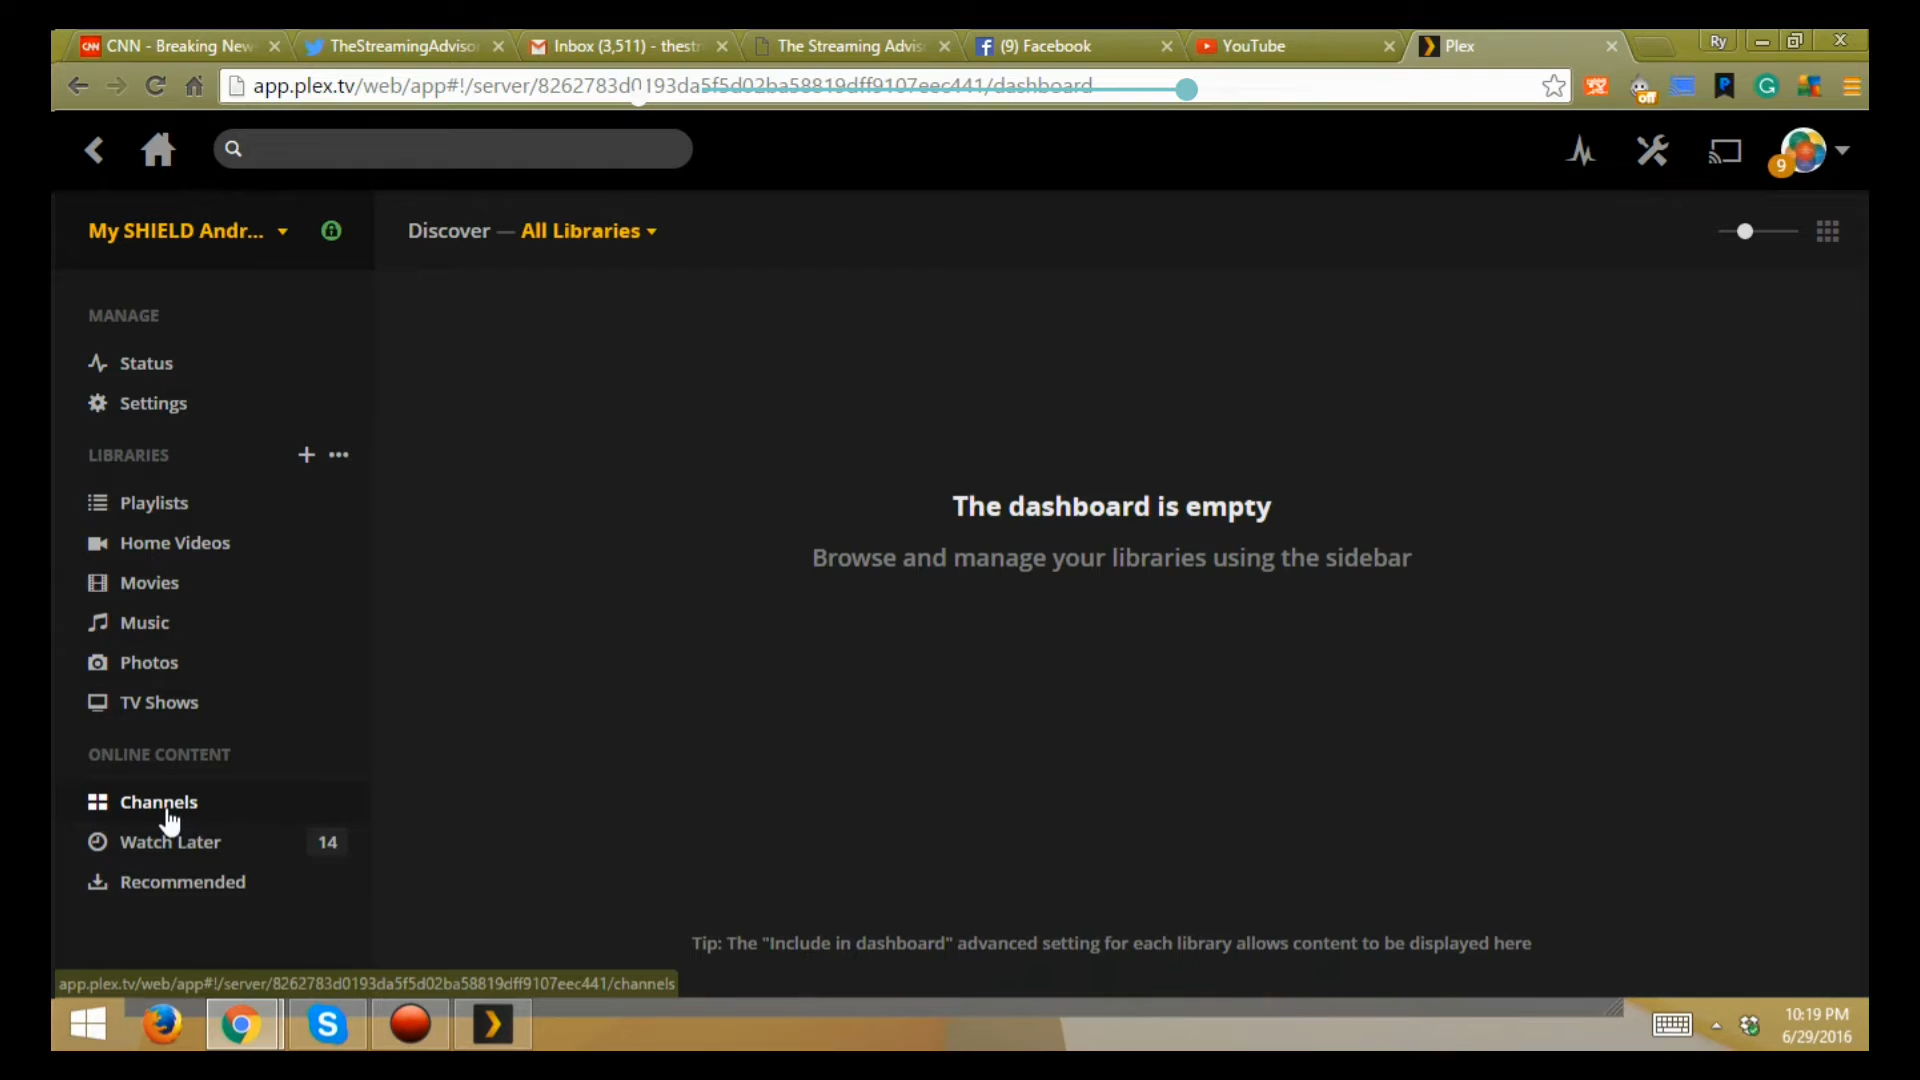 CNN - Breaking New
TheStreamingAdviso
Inbox (3,511) - thest
The Streaming Advis
(9) Facebook
YouTube
Plex
Ry
app.plex.tv/web/app#!/server/8262783d0193da5f5d02ba58819dff9107eec441/dashboard
off
P
G
9
My SHIELD Andr...
Discover — All Libraries
MANAGE
Status
Settings
LIBRARIES
Playlists
Home Videos
Movies
Music
Photos
TV Shows
ONLINE CONTENT
Channels
Watch Later 14
Recommended
The dashboard is empty
Browse and manage your libraries using the sidebar
Tip: The "Include in dashboard" advanced setting for each library allows content to be displayed here
app.plex.tv/web/app#!/server/8262783d0193da5f5d02ba58819dff9107eec441/channels
10:19 PM
6/29/2016